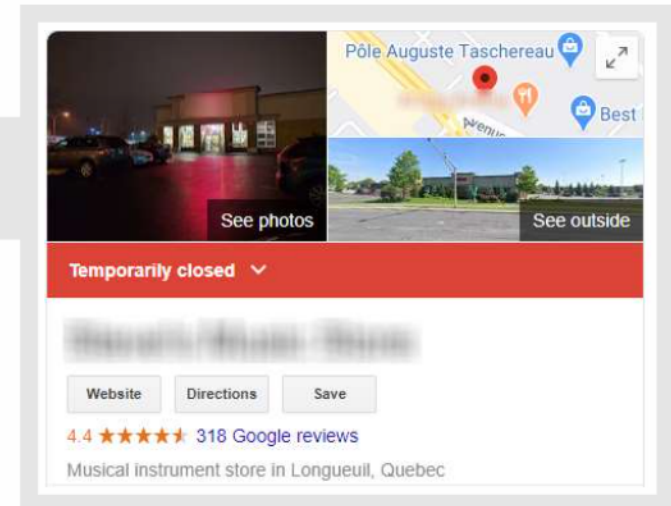 Pôle Auguste Taschereau
Avenu
Best
See photos
See outside
Temporarily closed
Website Directions Save
4.4 318 Google reviews
Musical instrument store in Longueuil, Quebec